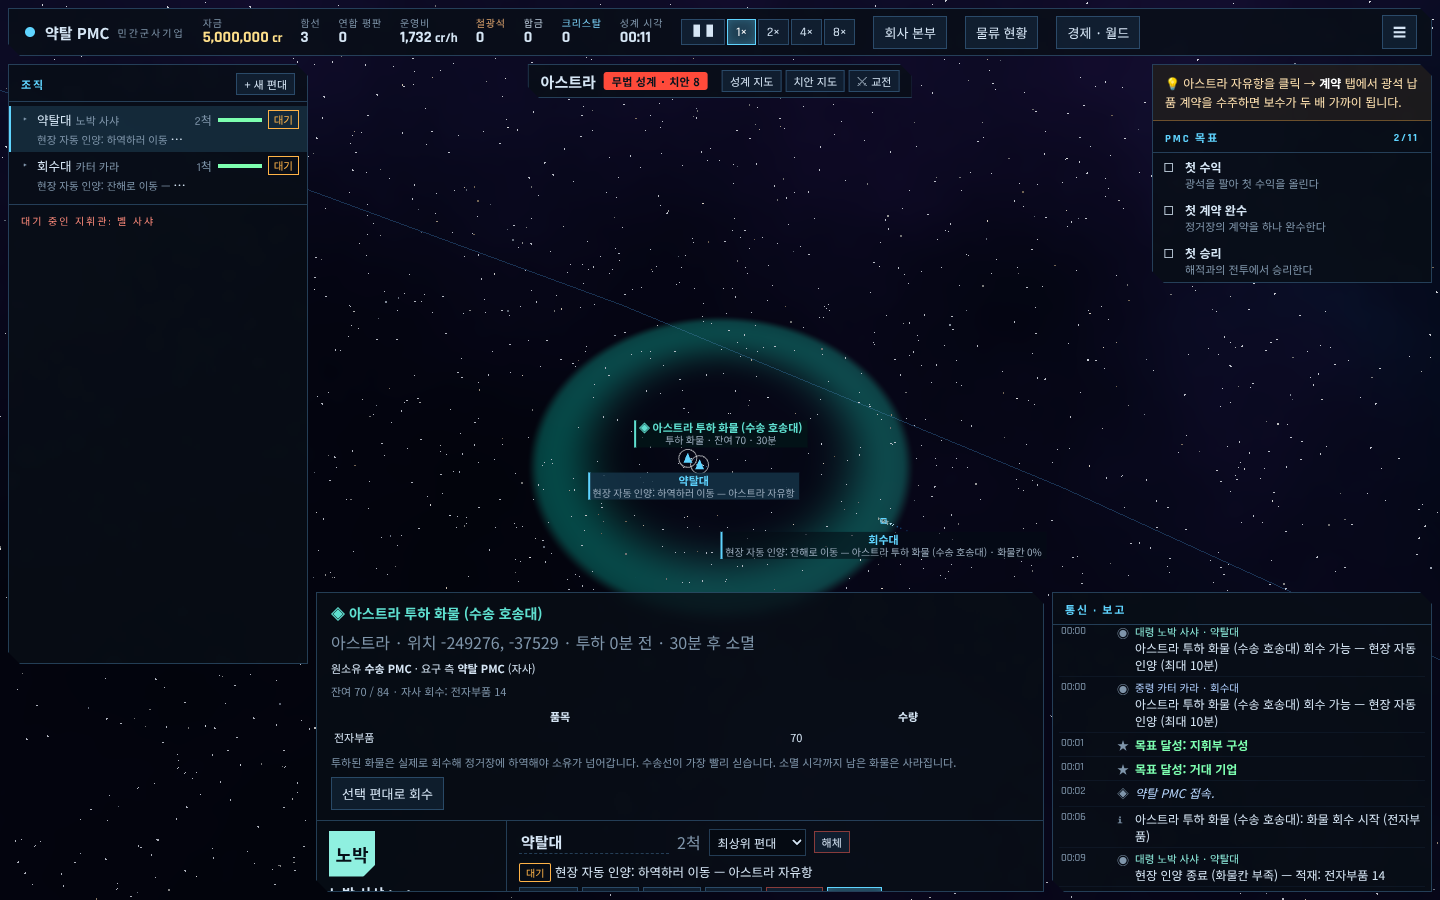 약탈 PMC 민간군사기업
자금 5,000,000 cr
함선 3
연합 평판 0
운영비 1,732 cr/h
철광석 0
합금 0
크리스탈 0
성계 시각 00:11
1× 2× 4× 8×
회사 본부
물류 현황
경제 · 월드
조직
+ 새 편대
약탈대 노박 사샤 2척 대기
현장 자동 인양: 하역하러 이동 ···
회수대 카터 카라 1척 대기
현장 자동 인양: 잔해로 이동 — ···
대기 중인 지휘관: 벨 사샤
아스트라 무법 성계 · 치안 8 성계 지도 치안 지도 ⚔ 교전
💡 아스트라 자유항을 클릭 → 계약 탭에서 광석 납
품 계약을 수주하면 보수가 두 배 가까이 됩니다.
PMC 목표 2/11
첫 수익
광석을 팔아 첫 수익을 올린다
첫 계약 완수
정거장의 계약을 하나 완수한다
첫 승리
해적과의 전투에서 승리한다
◈ 아스트라 투하 화물 (수송 호송대)
투하 화물 · 잔여 70 · 30분
약탈대
현장 자동 인양: 하역하러 이동 — 아스트라 자유항
회수대
현장 자동 인양: 잔해로 이동 — 아스트라 투하 화물 (수송 호송대) · 화물칸 0%
◈ 아스트라 투하 화물 (수송 호송대)
아스트라 · 위치 -249276, -37529 · 투하 0분 전 · 30분 후 소멸
원소유 수송 PMC · 요구 측 약탈 PMC (자사)
잔여 70 / 84 · 자사 회수: 전자부품 14
품목 수량
전자부품 70
투하된 화물은 실제로 회수해 정거장에 하역해야 소유가 넘어갑니다. 수송선이 가장 빨리 싣습니다. 소멸 시각까지 남은 화물은 사라집니다.
선택 편대로 회수
노박
약탈대 2척 최상위 편대 해체
대기 현장 자동 인양: 하역하러 이동 — 아스트라 자유항
통신 · 보고
00:00 ◉ 대령 노박 사샤 · 약탈대
아스트라 투하 화물 (수송 호송대) 회수 가능 — 현장 자동
인양 (최대 10분)
00:00 ◉ 중령 카터 카라 · 회수대
아스트라 투하 화물 (수송 호송대) 회수 가능 — 현장 자동
인양 (최대 10분)
00:01 ★ 목표 달성: 지휘부 구성
00:01 ★ 목표 달성: 거대 기업
00:02 ◈ 약탈 PMC 접속.
00:06 ℹ 아스트라 투하 화물 (수송 호송대): 화물 회수 시작 (전자부
품)
00:09 ◉ 대령 노박 사샤 · 약탈대
현장 인양 종료 (화물칸 부족) — 적재: 전자부품 14